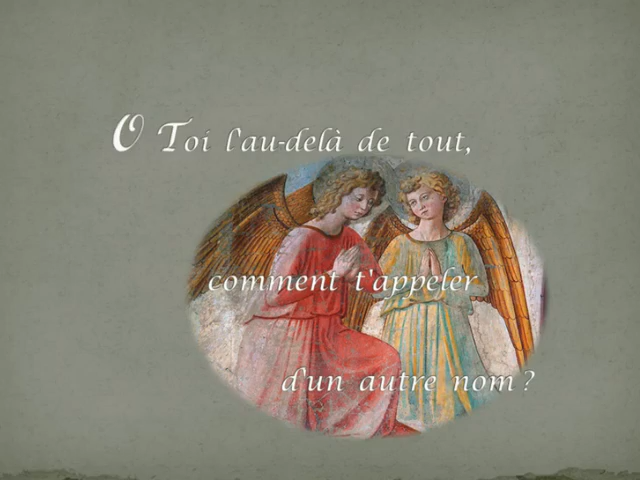 O Toi l'au-delà de tout,
comment t'appeler
d'un autre nom ?